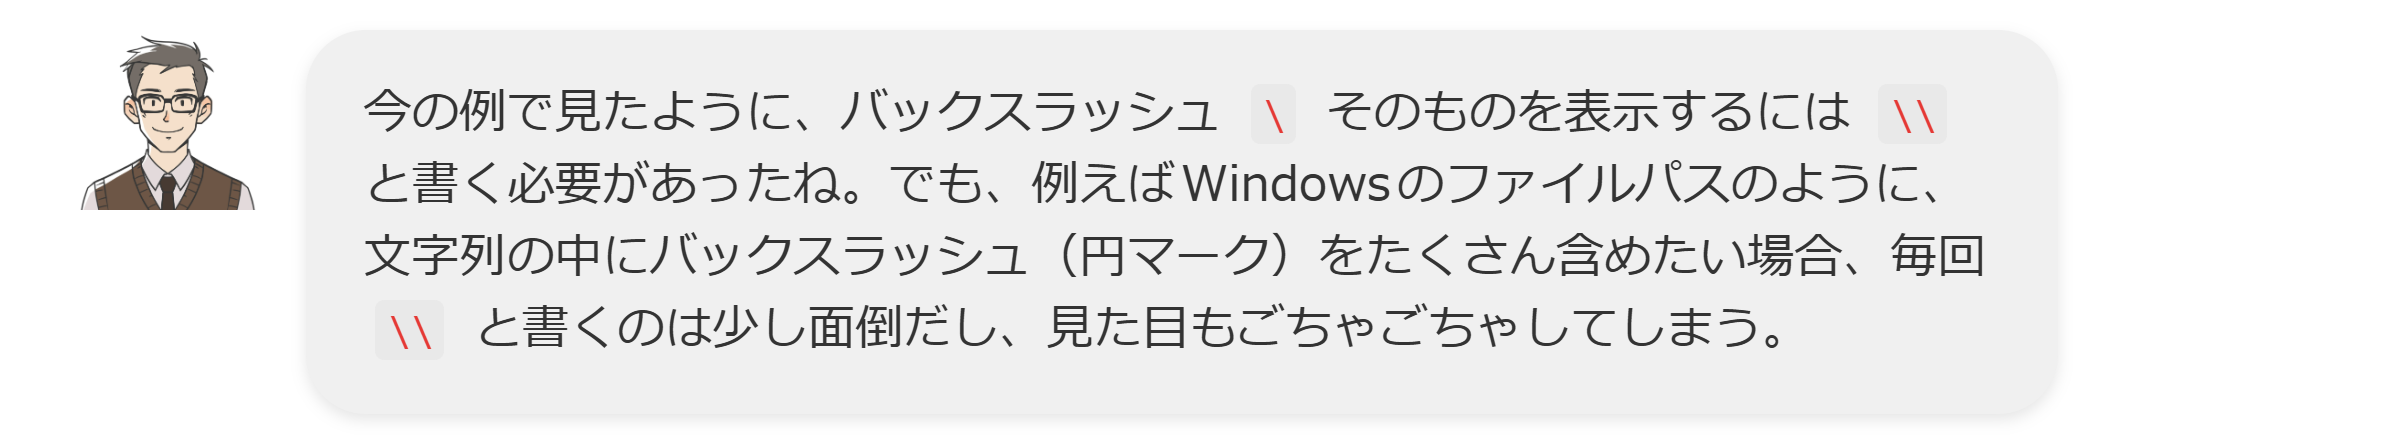 今の例で見たように、バックスラッシュ \ そのものを表示するには \\
と書く必要があったね。でも、例えばWindowsのファイルパスのように、
文字列の中にバックスラッシュ（円マーク）をたくさん含めたい場合、毎回
\\ と書くのは少し面倒だし、見た目もごちゃごちゃしてしまう。